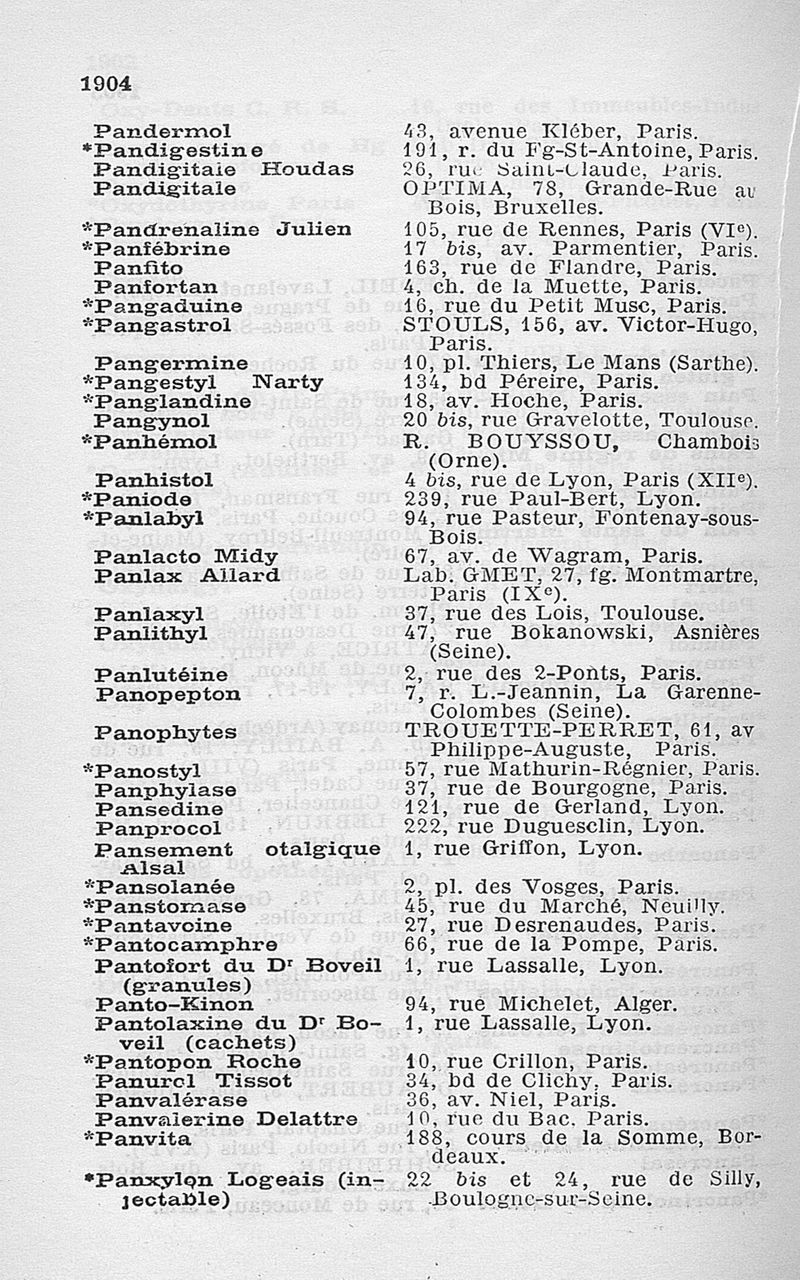 1904
Pandermol 43, avenue Kléber, Paris.
*Pandigestine 191, r. du Fg-St-Antoine, Paris.
Pandigitale Houdas 26, rue Saint-Claude, Paris.
Pandigitale OPTIMA, 78, Grande-Rue au
Bois, Bruxelles.
*Pandrenaline Julien 105, rue de Rennes, Paris (VIe).
*Panfébrine 17 bis, av. Parmentier, Paris.
Panfito 163, rue de Flandre, Paris.
Panfortan 4, ch. de la Muette, Paris.
*Pangaduine 16, rue du Petit Musc, Paris.
*Pangastrol STOULS, 156, av. Victor-Hugo,
Paris.
Pangermine 10, pl. Thiers, Le Mans (Sarthe).
*Pangestyl Narty 134, bd Péreire, Paris.
*Panglandine 18, av. Hoche, Paris.
Pangynol 20 bis, rue Gravelotte, Toulouse.
*Panhémol R. BOUYSSOU, Chambois
(Orne).
Panhistol 4 bis, rue de Lyon, Paris (XIIe).
*Paniode 239, rue Paul-Bert, Lyon.
*Panlabyl 94, rue Pasteur, Fontenay-sous-
Bois.
Panlacto Midy 67, av. de Wagram, Paris.
Panlax Allard Lab. GMET, 27, fg. Montmartre,
Paris (IXe).
Panlaxyl 37, rue des Lois, Toulouse.
Panlithyl 47, rue Bokanowski, Asnières
(Seine).
Panlutéine 2, rue des 2-Ponts, Paris.
Panopepton 7, r. L.-Jeannin, La Garenne-
Colombes (Seine).
Panophytes TROUETTE-PERRET, 61, av
Philippe-Auguste, Paris.
*Panostyl 57, rue Mathurin-Régnier, Paris.
Panphylase 37, rue de Bourgogne, Paris.
Pansedine 121, rue de Gerland, Lyon.
Panprocol 222, rue Duguesclin, Lyon.
Pansement otalgique 1, rue Griffon, Lyon.
Alsal
*Pansolanée 2, pl. des Vosges, Paris.
*Panstomase 45, rue du Marché, Neuilly.
*Pantavoine 27, rue Desrenaudes, Paris.
*Pantocamphre 66, rue de la Pompe, Paris.
Pantofort du Dr Boveil 1, rue Lassalle, Lyon.
(granules)
Panto-Kinon 94, rue Michelet, Alger.
Pantolaxine du Dr Bo- 1, rue Lassalle, Lyon.
veil (cachets)
*Pantopon Roche 10, rue Crillon, Paris.
Panurol Tissot 34, bd de Clichy, Paris.
Panvalérase 36, av. Niel, Paris.
Panvalerine Delattre 10, rue du Bac. Paris.
*Panvita 188, cours de la Somme, Bor-
deaux.
*Panxylon Logeais (in- 22 bis et 24, rue de Silly,
jectable) Boulogne-sur-Seine.